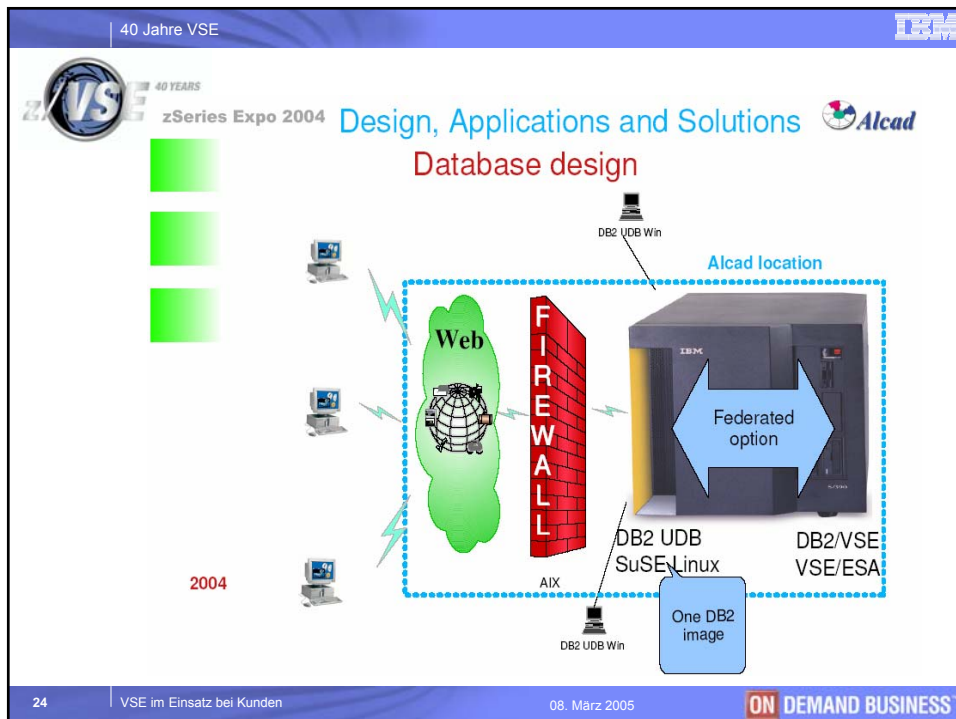 40 Jahre VSE
IBM
z/VSE
40 YEARS
zSeries Expo 2004
Design, Applications and Solutions
Alcad
Database design
DB2 UDB Win
Alcad location
Web
FIREWALL
IBM
Federated
option
DB2 UDB
SuSE Linux
DB2/VSE
VSE/ESA
2004
AIX
One DB2
image
DB2 UDB Win
24
VSE im Einsatz bei Kunden
08. März 2005
ON DEMAND BUSINESS